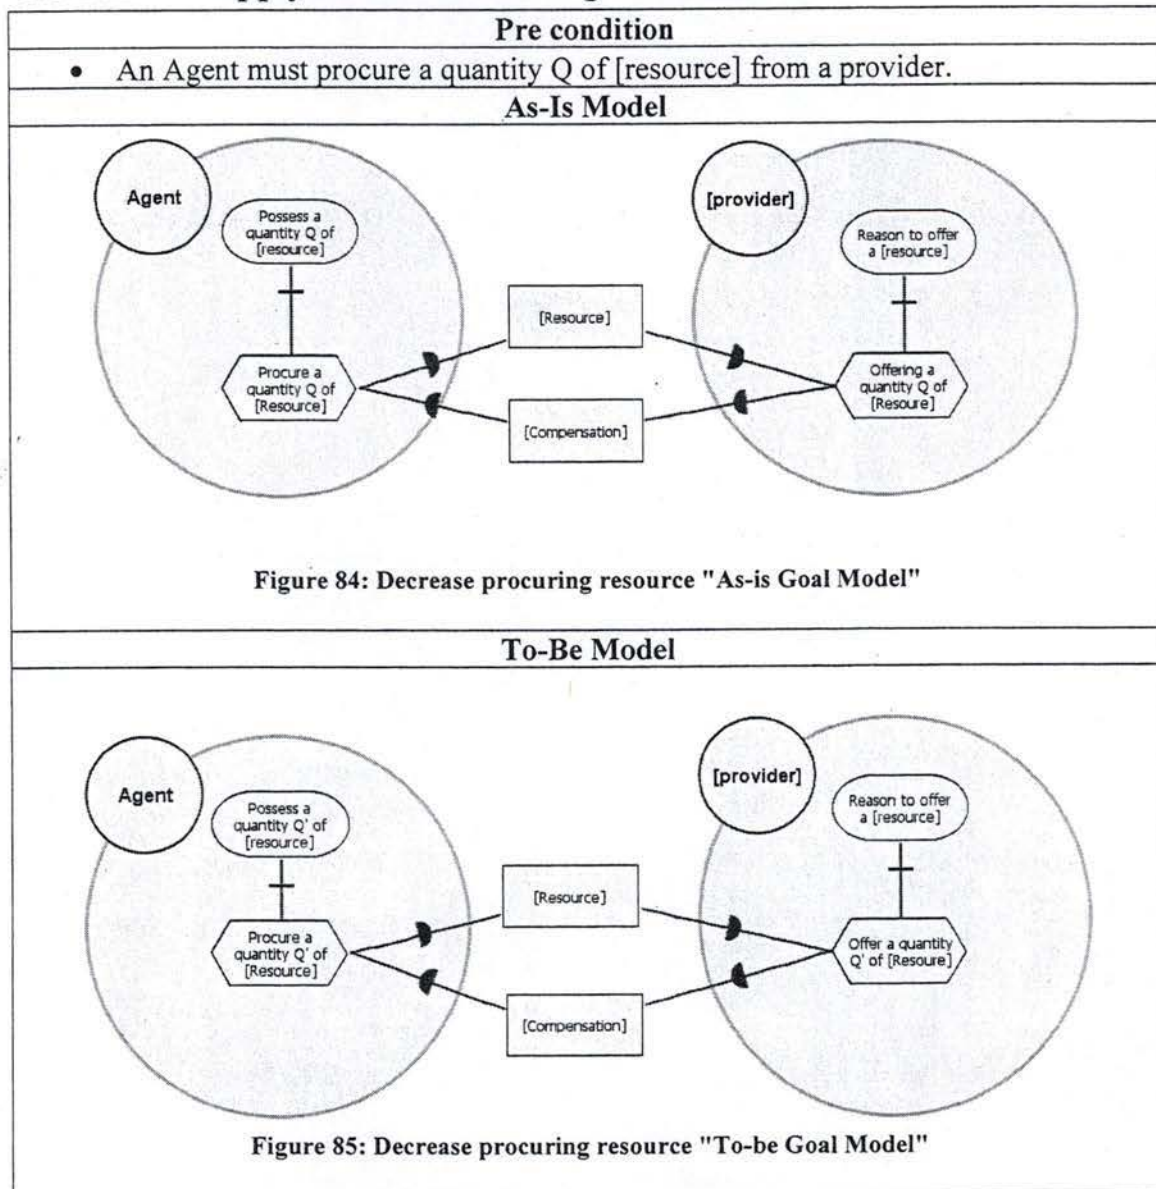 Pre condition
• An Agent must procure a quantity Q of [resource] from a provider.
As-Is Model
Agent
Possess a
quantity Q of
[resource]
Procure a
quantity Q of
[Resource]
[Resource]
[Compensation]
[provider]
Reason to offer
a [resource]
Offering a
quantity Q of
[Resoure]
Figure 84: Decrease procuring resource "As-is Goal Model"
To-Be Model
Agent
Possess a
quantity Q' of
[resource]
Procure a
quantity Q' of
[Resource]
[Resource]
[Compensation]
[provider]
Reason to offer
a [resource]
Offer a quantity
Q' of [Resoure]
Figure 85: Decrease procuring resource "To-be Goal Model"